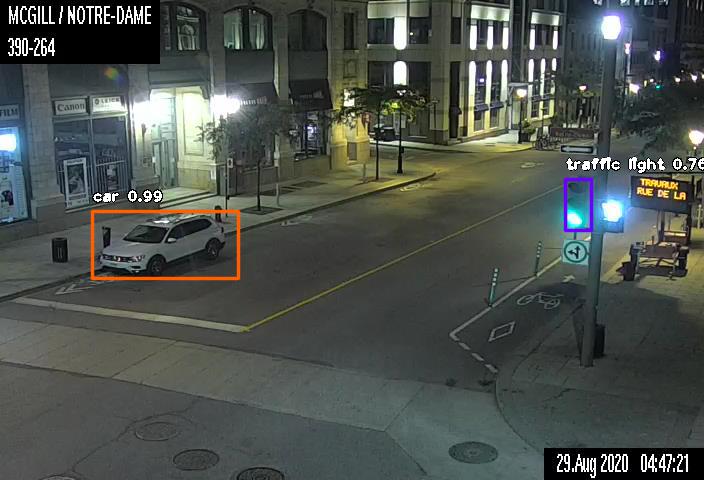 MCGILL / NOTRE-DAME
390-264
FILM
Canon
car 0.99
traffic light 0.76
TRAVAUX
RUE DE LA
29.Aug 2020 04:47:21